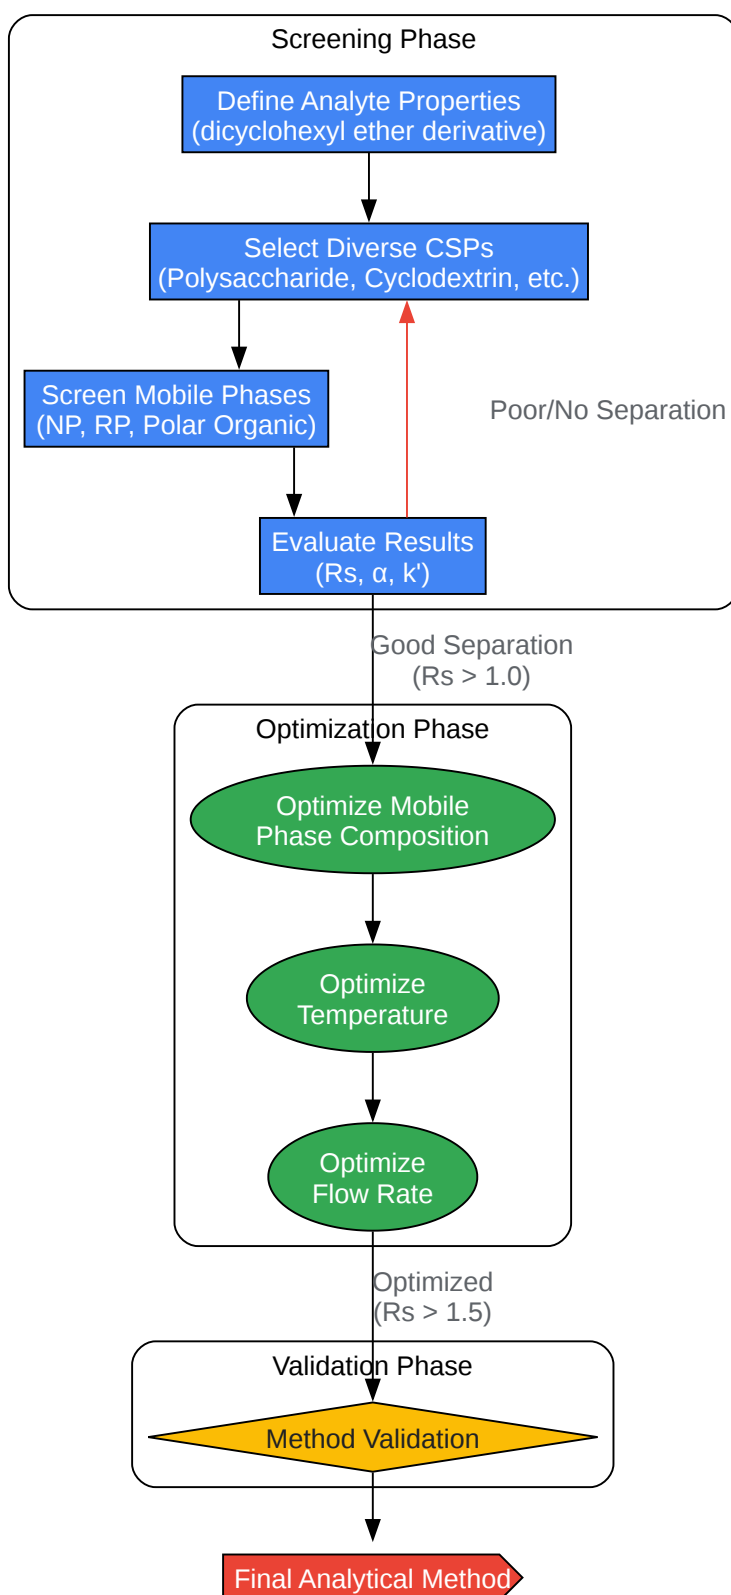 Screening Phase
Define Analyte Properties
(dicyclohexyl ether derivative)
Select Diverse CSPs
(Polysaccharide, Cyclodextrin, etc.)
Screen Mobile Phases
(NP, RP, Polar Organic)
Poor/No Separation
Evaluate Results
(Rs, α, k')
Good Separation
(Rs > 1.0)
Optimization Phase
Optimize Mobile
Phase Composition
Optimize
Temperature
Optimize
Flow Rate
Optimized
(Rs > 1.5)
Validation Phase
Method Validation
Final Analytical Method